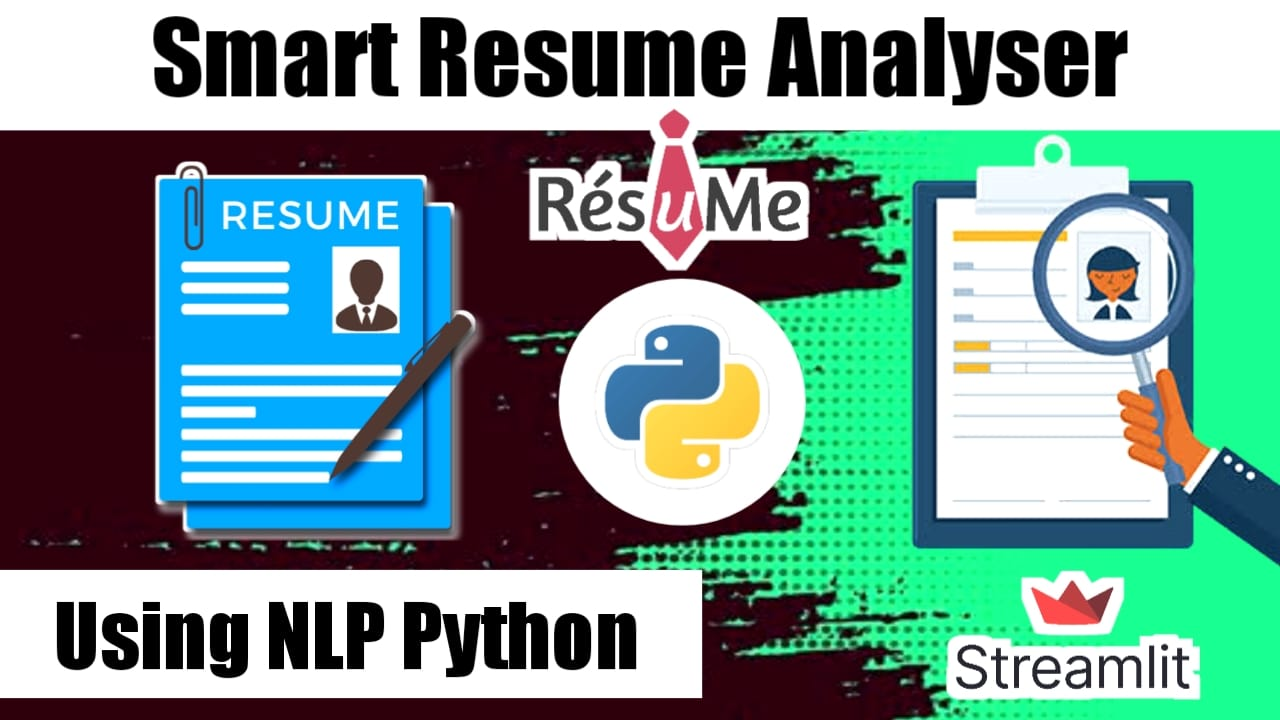 Smart Resume Analyser
RésuMe
RESUME
Using NLP Python
Streamlit